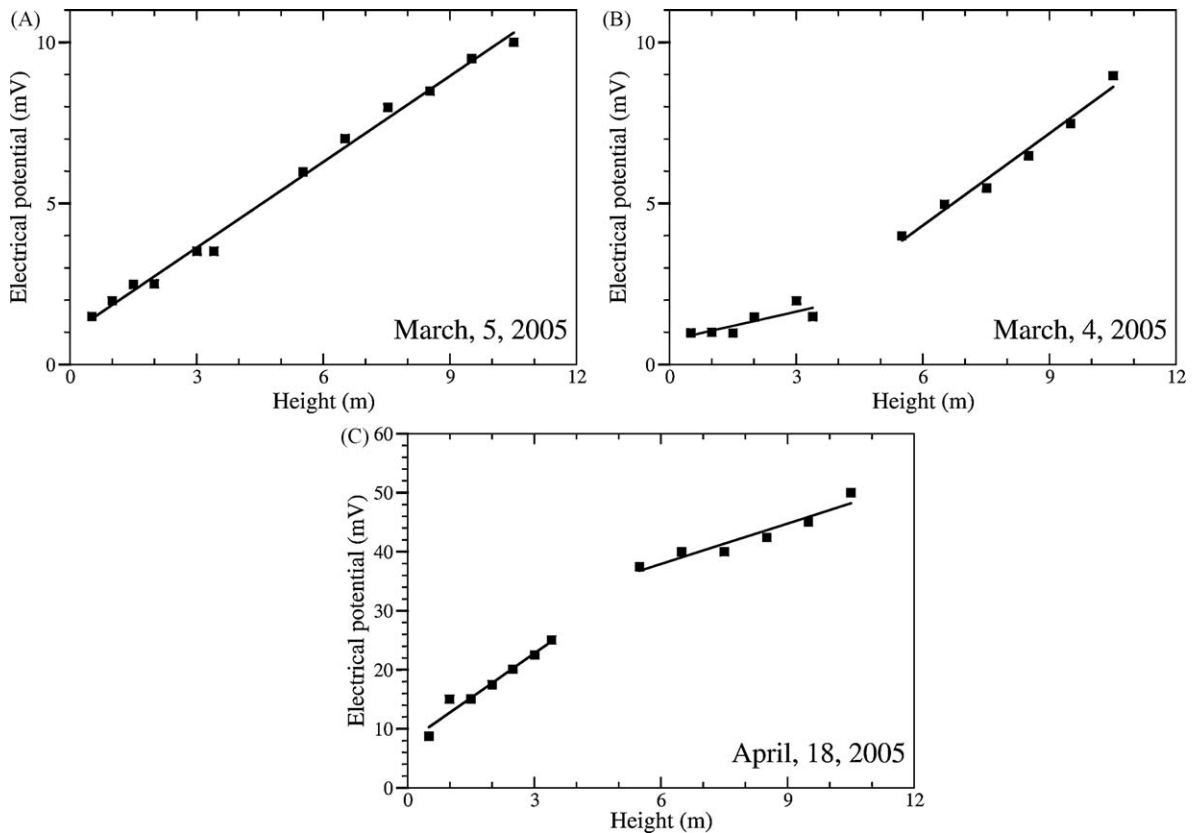 (A)
Electrical potential (mV)
10
5
0
0 3 6 9 12
Height (m)
March, 5, 2005
(B)
Electrical potential (mV)
10
5
0
0 3 6 9 12
Height (m)
March, 4, 2005
(C)
Electrical potential (mV)
60
50
40
30
20
10
0
0 3 6 9 12
Height (m)
April, 18, 2005